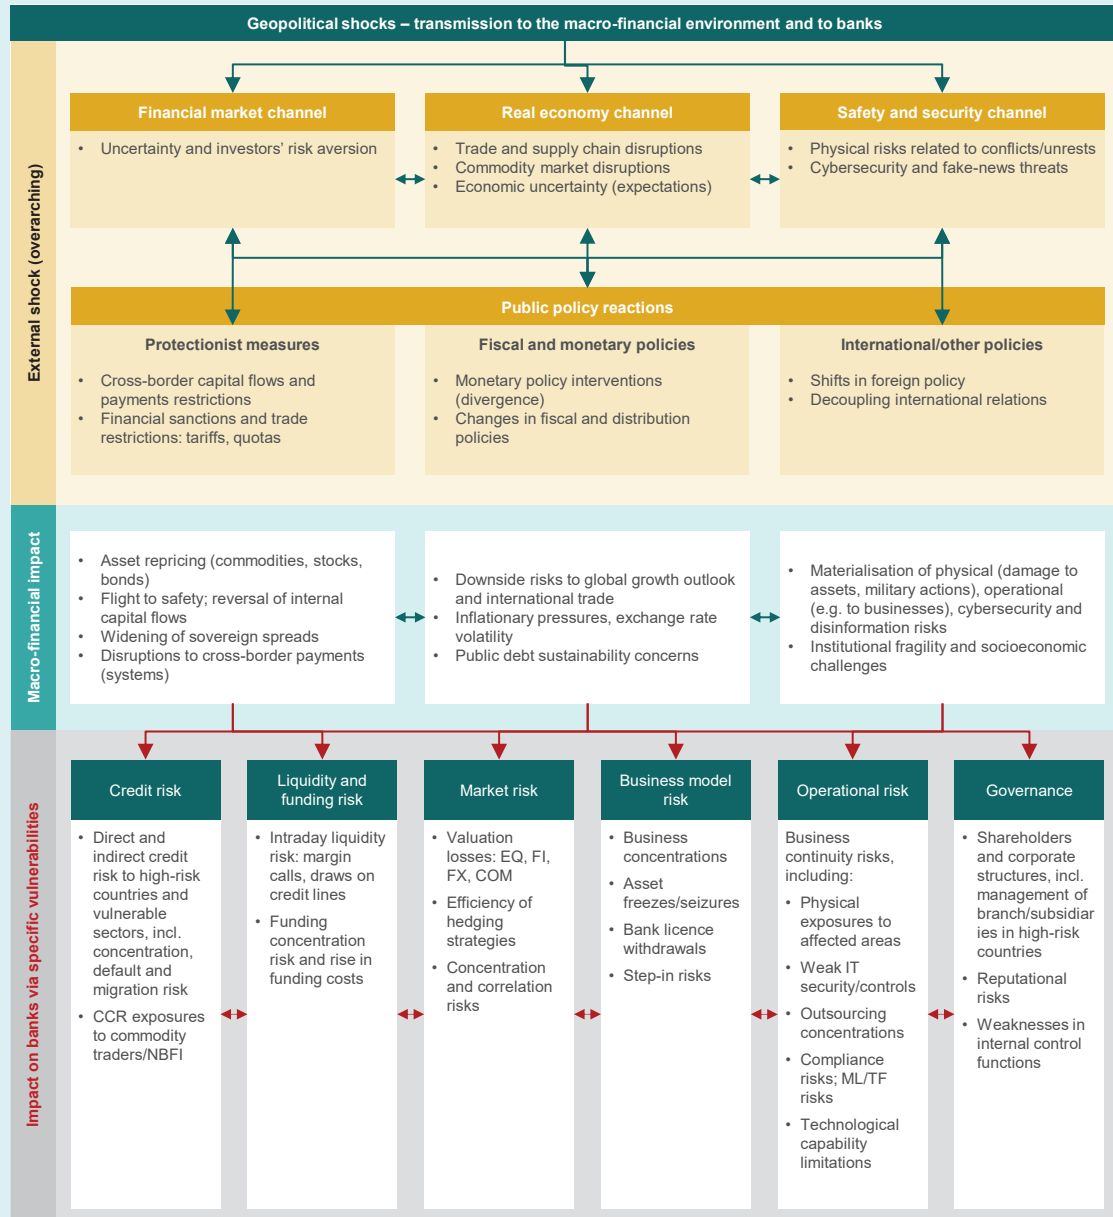 Geopolitical shocks – transmission to the macro-financial environment and to banks
External shock (overarching)
Financial market channel
• Uncertainty and investors' risk aversion
Real economy channel
• Trade and supply chain disruptions
• Commodity market disruptions
• Economic uncertainty (expectations)
Safety and security channel
• Physical risks related to conflicts/unrests
• Cybersecurity and fake-news threats
Public policy reactions
Protectionist measures
• Cross-border capital flows and
payments restrictions
• Financial sanctions and trade
restrictions: tariffs, quotas
Fiscal and monetary policies
• Monetary policy interventions
(divergence)
• Changes in fiscal and distribution
policies
International/other policies
• Shifts in foreign policy
• Decoupling international relations
Macro-financial impact
• Asset repricing (commodities, stocks,
bonds)
• Flight to safety; reversal of internal
capital flows
• Widening of sovereign spreads
• Disruptions to cross-border payments
(systems)
• Downside risks to global growth outlook
and international trade
• Inflationary pressures, exchange rate
volatility
• Public debt sustainability concerns
• Materialisation of physical (damage to
assets, military actions), operational
(e.g. to businesses), cybersecurity and
disinformation risks
• Institutional fragility and socioeconomic
challenges
Impact on banks via specific vulnerabilities
Credit risk
• Direct and
indirect credit
risk to high-risk
countries and
vulnerable
sectors, incl.
concentration,
default and
migration risk
• CCR exposures
to commodity
traders/NBFI
Liquidity and
funding risk
• Intraday liquidity
risk: margin
calls, draws on
credit lines
• Funding
concentration
risk and rise in
funding costs
Market risk
• Valuation
losses: EQ, FI,
FX, COM
• Efficiency of
hedging
strategies
• Concentration
and correlation
risks
Business model
risk
• Business
concentrations
• Asset
freezes/seizures
• Bank licence
withdrawals
• Step-in risks
Operational risk
Business
continuity risks,
including:
• Physical
exposures to
affected areas
• Weak IT
security/controls
• Outsourcing
concentrations
• Compliance
risks; ML/TF
risks
• Technological
capability
limitations
Governance
• Shareholders
and corporate
structures, incl.
management of
branch/subsidiar
ies in high-risk
countries
• Reputational
risks
• Weaknesses in
internal control
functions